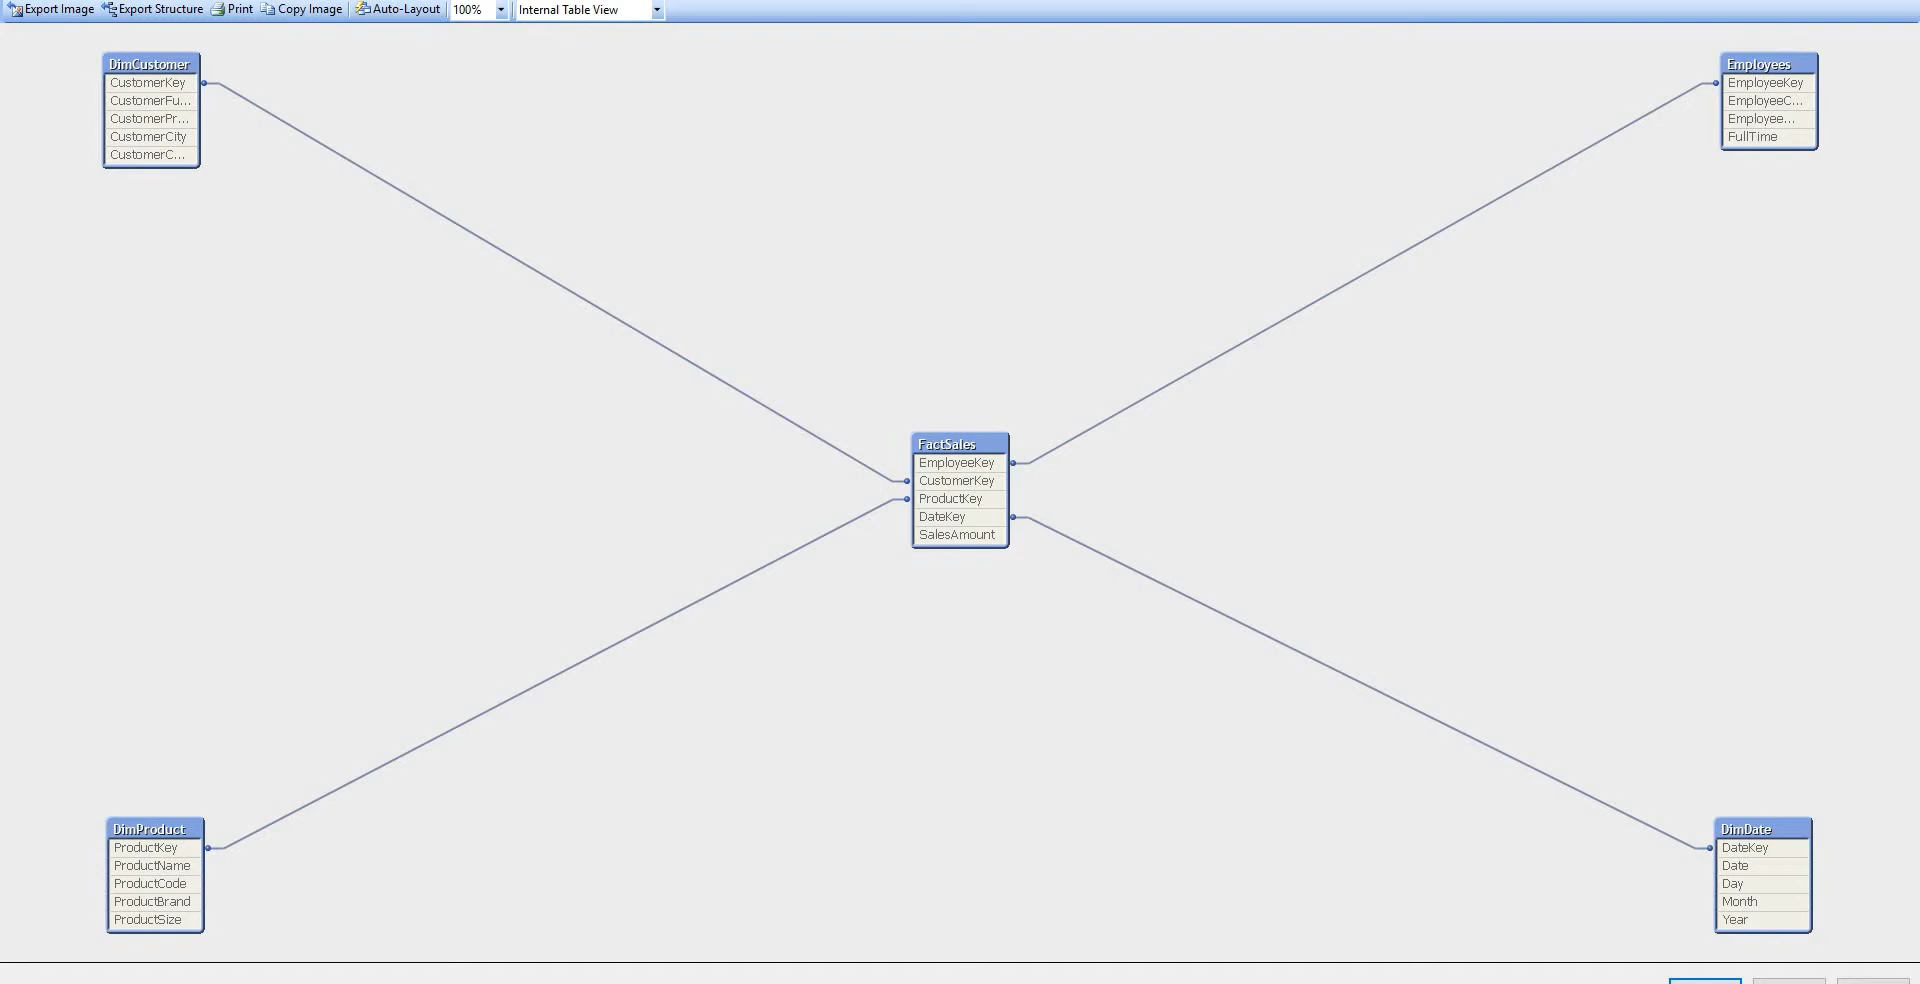 Export Image Export Structure Print Copy Image Auto-Layout 100% Internal Table View
DimCustomer
CustomerKey
CustomerFu...
CustomerPr...
CustomerCity
CustomerC...
Employees
EmployeeKey
EmployeeC...
Employee...
FullTime
FactSales
EmployeeKey
CustomerKey
ProductKey
DateKey
SalesAmount
DimProduct
ProductKey
ProductName
ProductCode
ProductBrand
ProductSize
DimDate
DateKey
Date
Day
Month
Year